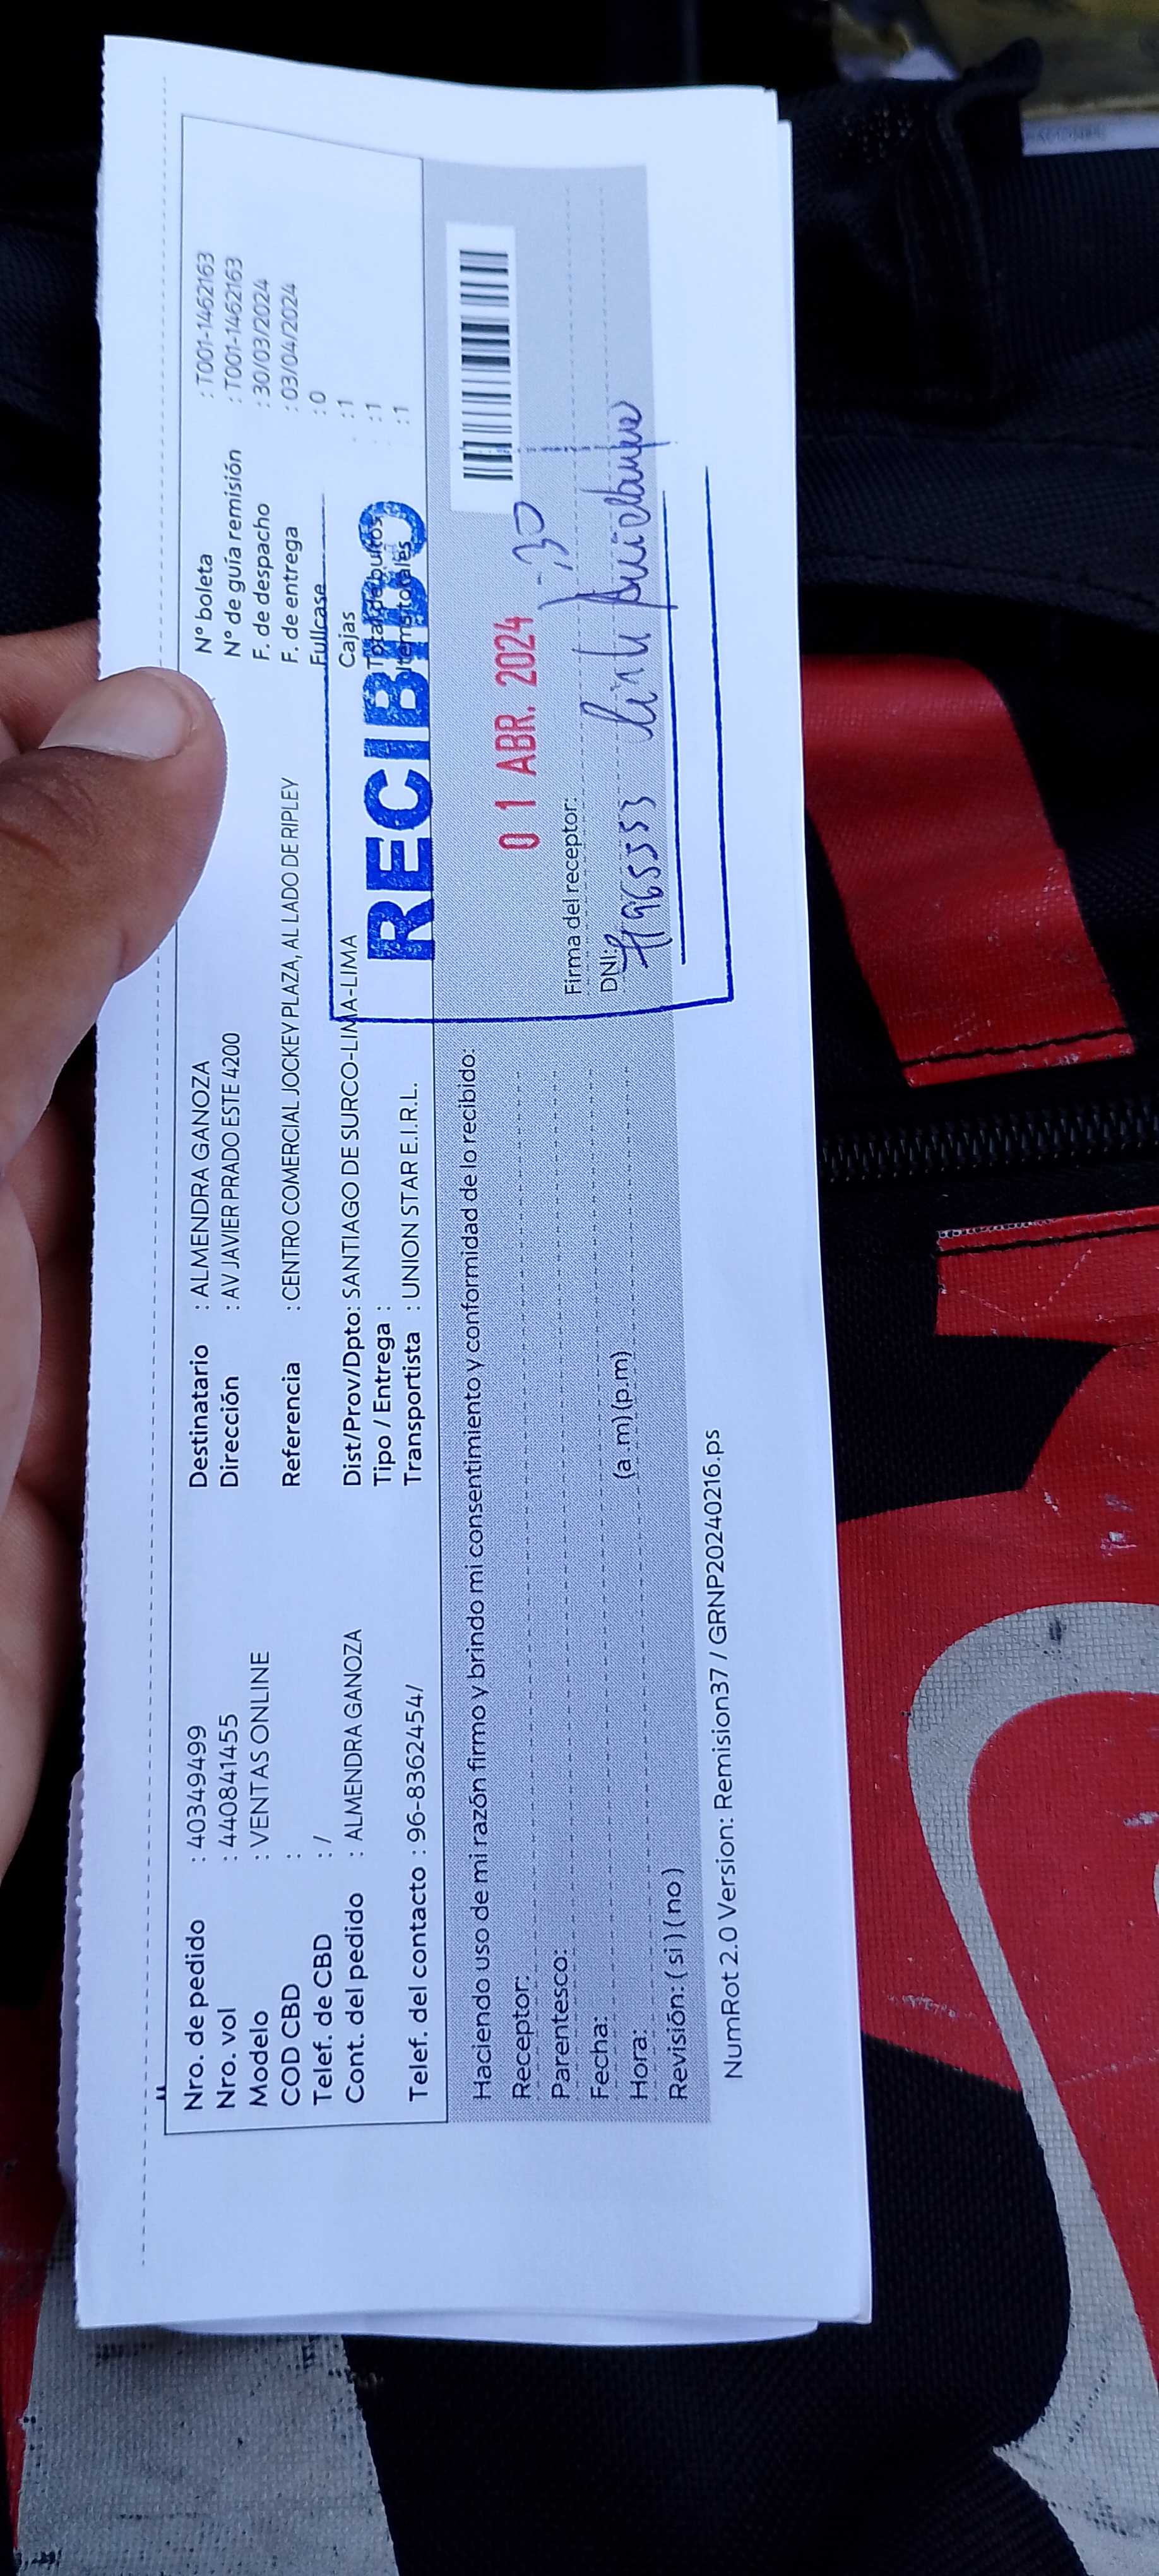 Nro. de pedido : 40349499
Nro. vol : 440841455
Modelo : VENTAS ONLINE
COD CBD :
Telef. de CBD : /
Cont. del pedido : ALMENDRA GANOZA
Telef. del contacto : 96-8362454/
Destinatario : ALMENDRA GANOZA
Dirección : AV JAVIER PRADO ESTE 4200
Referencia : CENTRO COMERCIAL JOCKEY PLAZA, AL LADO DE RIPLEY
Dist/Prov/Dpto: SANTIAGO DE SURCO-LIMA-LIMA
Tipo / Entrega :
Transportista : UNION STAR E.I.R.L.
N° boleta : T001-1462163
N° de guía remisión : T001-1462163
F. de despacho : 30/03/2024
F. de entrega : 03/04/2024
Fullcase : 0
Cajas : 1
Total de bultos : 1
Items totales : 1
RECIBIDO
01 ABR. 2024
Haciendo uso de mi razón firmo y brindo mi consentimiento y conformidad de lo recibido:
Receptor:
Parentesco:
Fecha:
Hora: (a.m) (p.m)
Revisión: ( si ) ( no )
Firma del receptor:
DNI:
NumRot 2.0 Version: Remision37 / GRNP20240216.ps